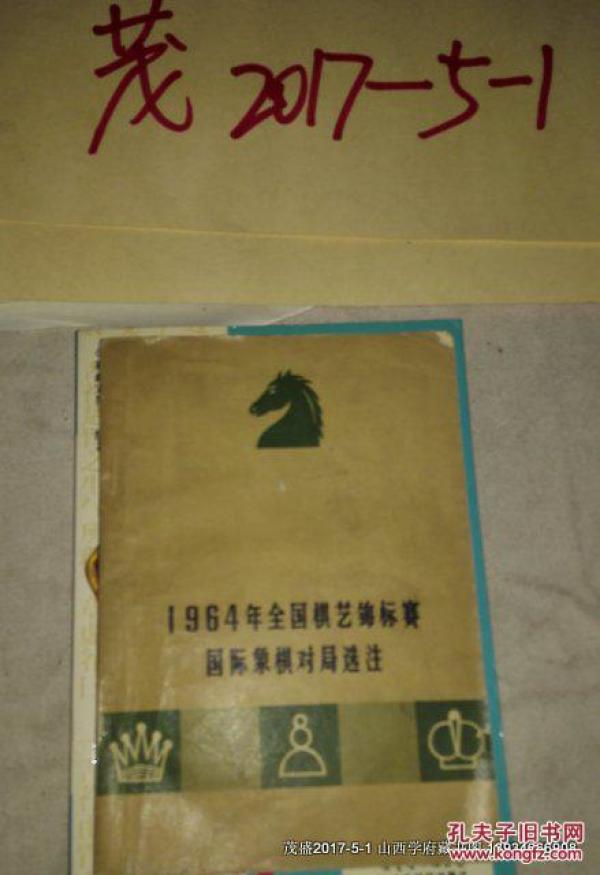 茂 2017-5-1
1964年全国棋艺锦标赛
国际象棋对局选注
孔夫子旧书网
茂盛2017-5-1 山西学府藏
www.kongfz.com